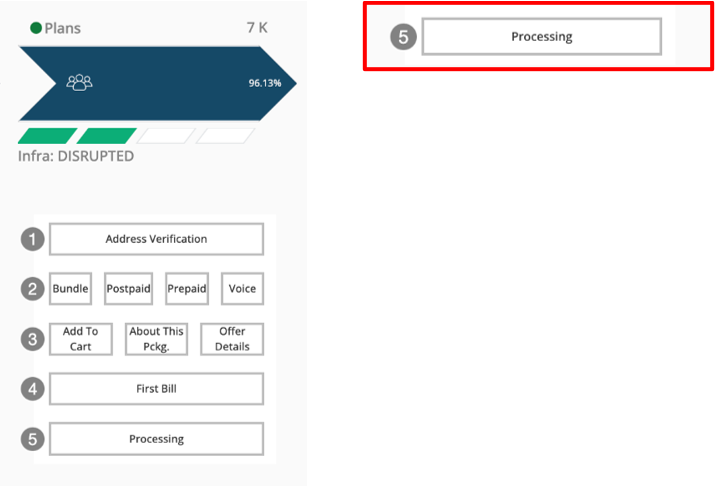 Plans 7 K
96.13%
Infra: DISRUPTED
1 Address Verification
2 Bundle Postpaid Prepaid Voice
3 Add To Cart About This Pckg. Offer Details
4 First Bill
5 Processing
5 Processing